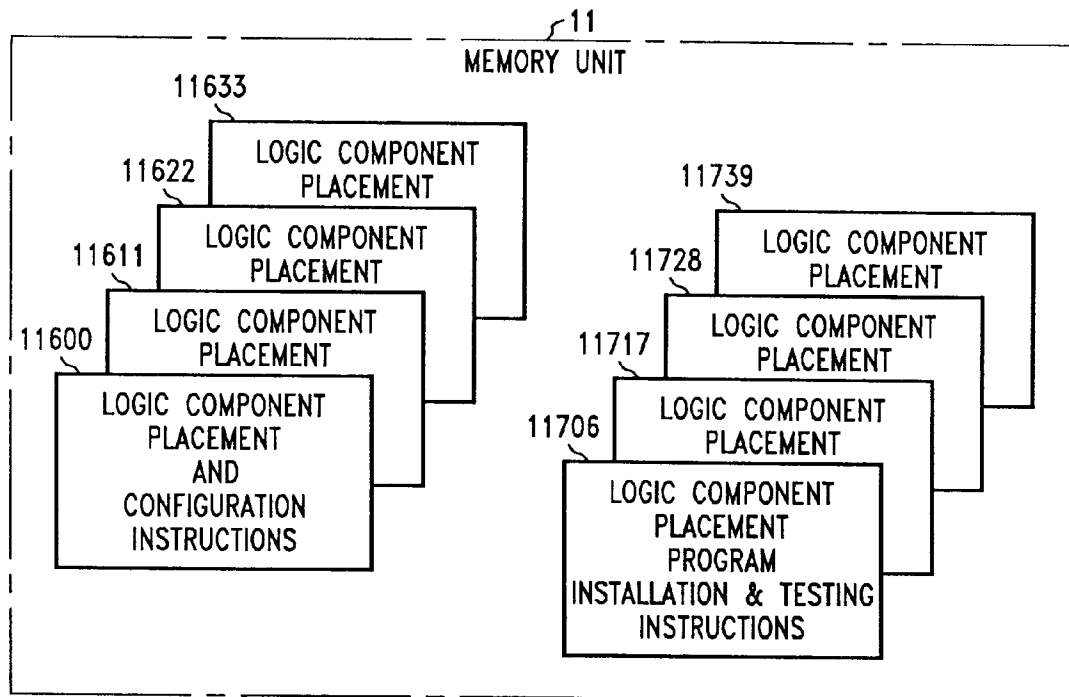 11
MEMORY UNIT
11633
LOGIC COMPONENT
PLACEMENT
11622
LOGIC COMPONENT
PLACEMENT
11611
LOGIC COMPONENT
PLACEMENT
11600
LOGIC COMPONENT
PLACEMENT
AND
CONFIGURATION
INSTRUCTIONS
11739
LOGIC COMPONENT
PLACEMENT
11728
LOGIC COMPONENT
PLACEMENT
11717
LOGIC COMPONENT
PLACEMENT
11706
LOGIC COMPONENT
PLACEMENT
PROGRAM
INSTALLATION & TESTING
INSTRUCTIONS